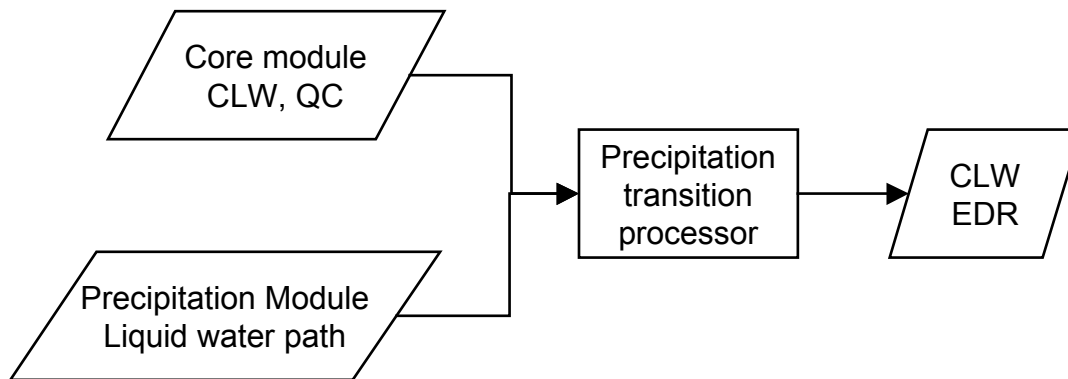 Core module
CLW, QC
Precipitation Module
Liquid water path
Precipitation
transition
processor
CLW
EDR